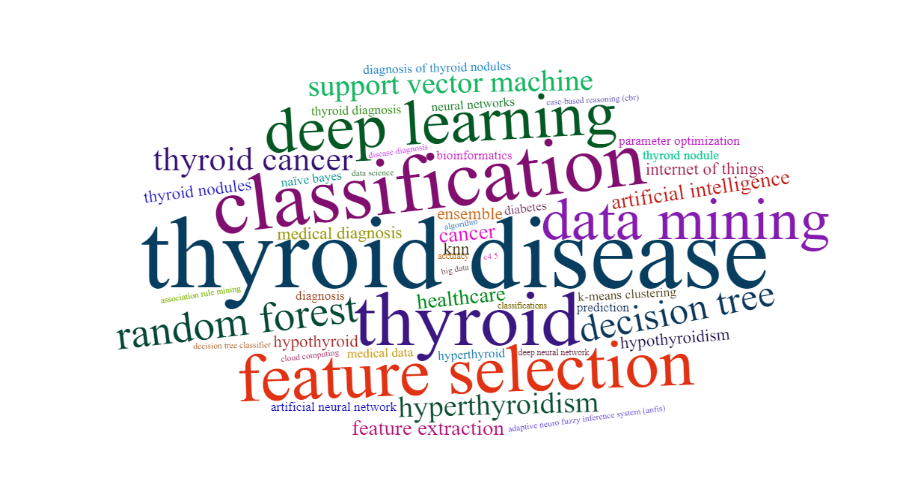 diagnosis of thyroid nodules
support vector machine
case-based reasoning (cbr)
neural networks
thyroid diagnosis
deep learning
parameter optimization
thyroid cancer
disease diagnosis
bioinformatics
thyroid nodule
classification
internet of things
data science
naïve bayes
thyroid nodules
artificial intelligence
ensemble
diabetes
data mining
algorithm
medical diagnosis
cancer
knn
thyroid disease
accuracy
c4 5
big data
association rule mining
diagnosis
healthcare
classifications
k-means clustering
prediction
decision tree
random forest
thyroid
hypothyroidism
hypothyroid
decision tree classifier
cloud computing
medical data
hyperthyroid
deep neural network
feature selection
artificial neural network
hyperthyroidism
feature extraction
adaptive neuro fuzzy inference system (anfis)